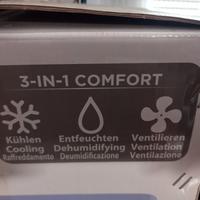 3-IN-1 COMFORT
Kühlen Entfeuchten Ventilieren
Cooling Dehumidifying Ventilation
Raffreddamento Deumidificazione Ventilazione